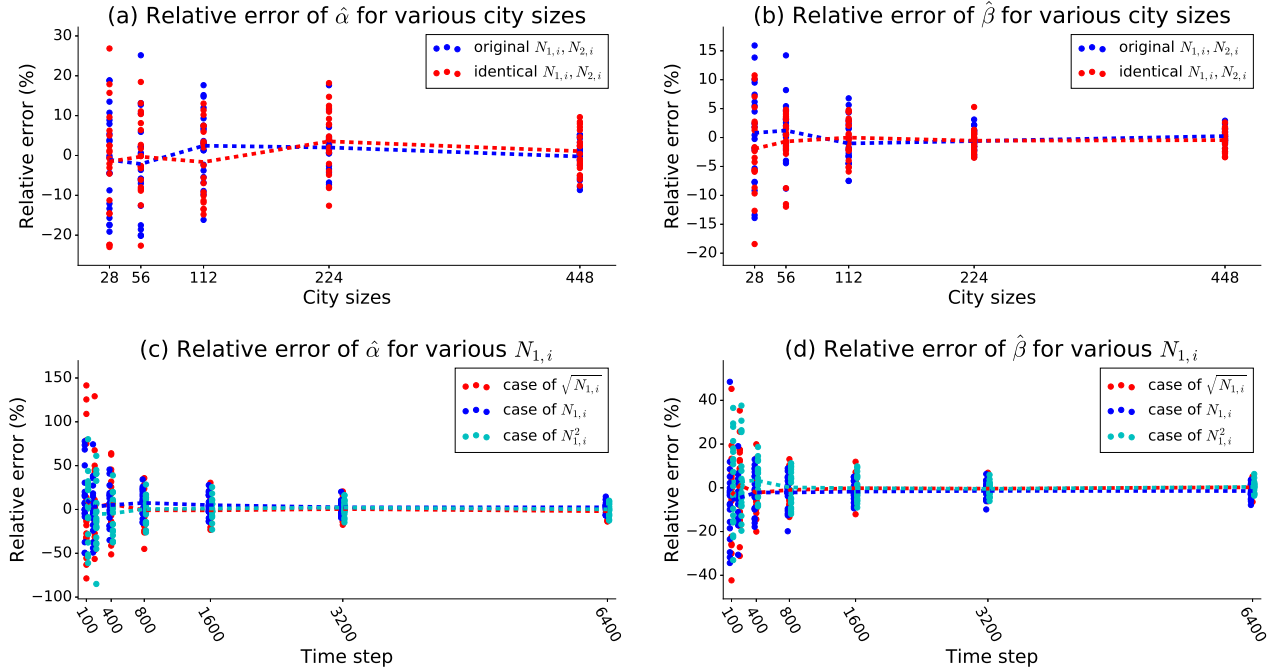 (a) Relative error of α̂ for various city sizes
Relative error (%)
30
20
10
0
−10
−20
original N₁,ᵢ, N₂,ᵢ
identical N₁,ᵢ, N₂,ᵢ
28 56 112 224 448
City sizes
(b) Relative error of β̂ for various city sizes
Relative error (%)
15
10
5
0
−5
−10
−15
−20
original N₁,ᵢ, N₂,ᵢ
identical N₁,ᵢ, N₂,ᵢ
28 56 112 224 448
City sizes
(c) Relative error of α̂ for various N₁,ᵢ
Relative error (%)
150
100
50
0
−50
−100
case of √N₁,ᵢ
case of N₁,ᵢ
case of N²₁,ᵢ
100 400 800 1600 3200 6400
Time step
(d) Relative error of β̂ for various N₁,ᵢ
Relative error (%)
40
20
0
−20
−40
case of √N₁,ᵢ
case of N₁,ᵢ
case of N²₁,ᵢ
100 400 800 1600 3200 6400
Time step